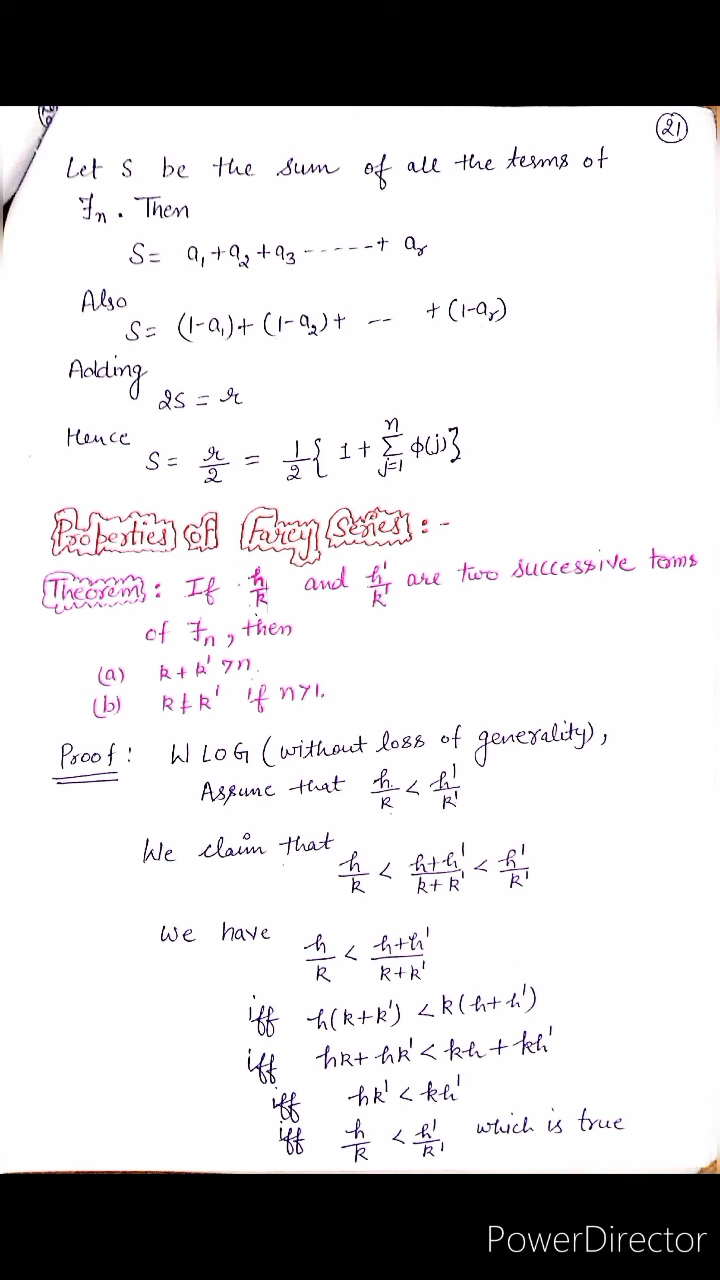 21
Let S be the sum of all the terms of
Ƒn. Then
S = a₁ + a₂ + a₃ ------+ aᵣ
Also
S = (1-a₁) + (1-a₂) + -- + (1-aᵣ)
Adding
2S = r
Hence
S = r/2 = 1/2 { 1 + Σ_{j=1}^{n} φ(j) }
Properties of Farey Series :-
Theorem : If h/k and h'/k' are two successive terms
of Ƒn, then
(a) k + k' > n.
(b) k ≠ k' if n > 1.
Proof : WLOG (without loss of generality),
Assume that h/k < h'/k'
We claim that
h/k < h+h'/k+k' < h'/k'
We have
h/k < h+h'/k+k'
iff h(k+k') < k(h+h')
iff hk + hk' < kh + kh'
iff hk' < kh'
iff h/k < h'/k' which is true
PowerDirector